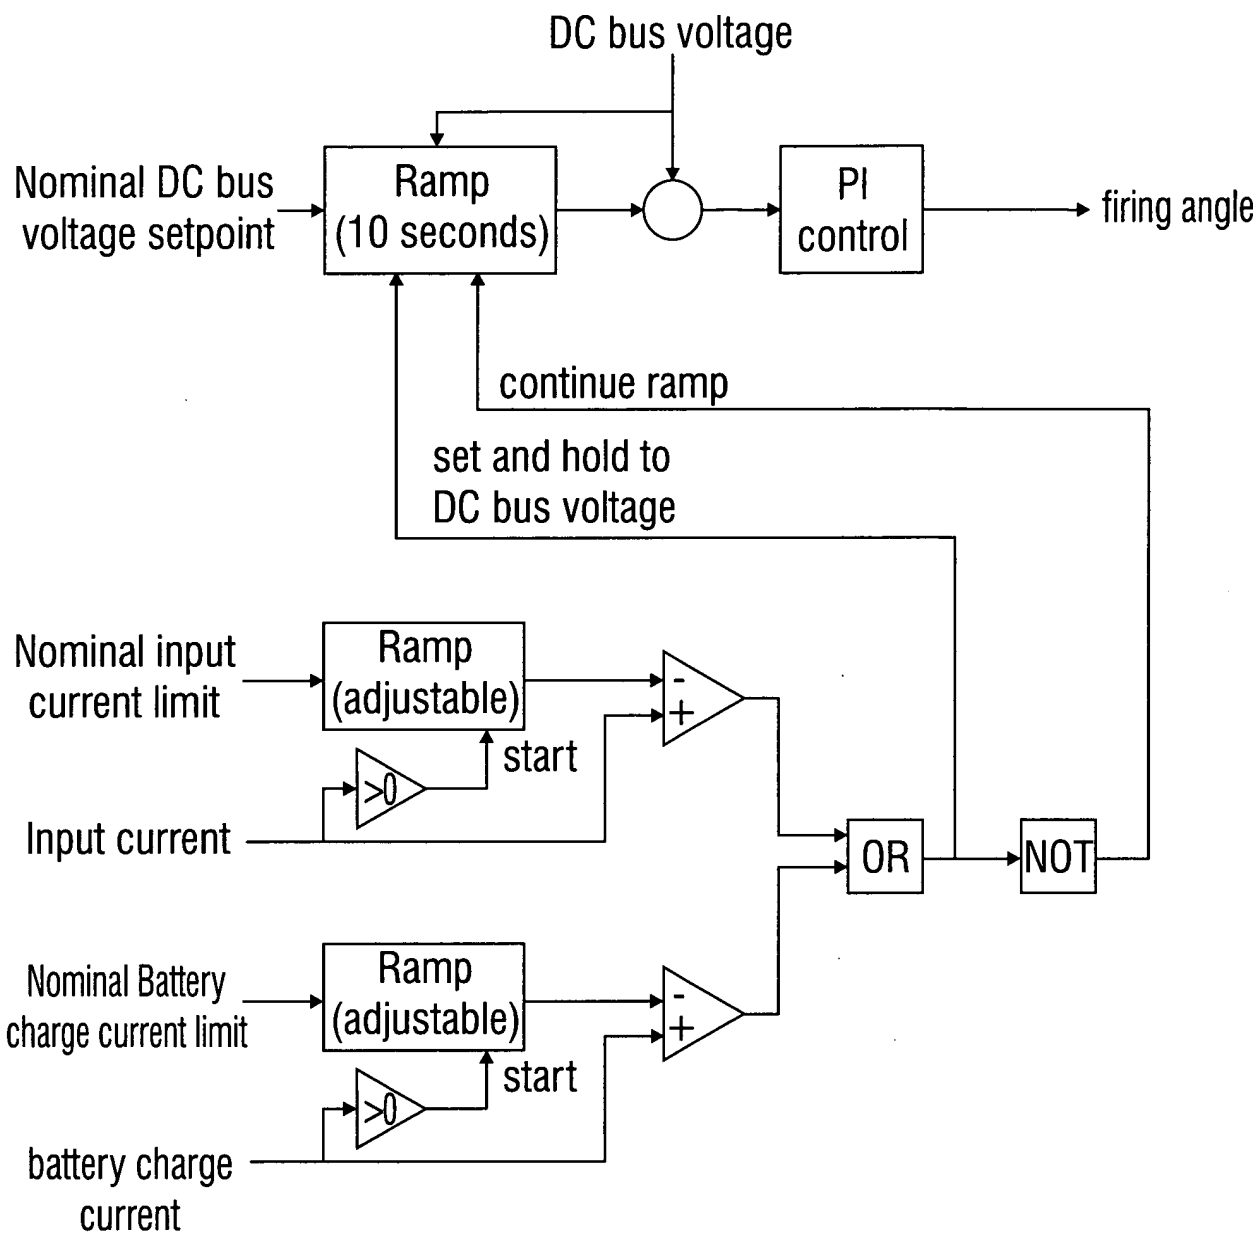 DC bus voltage
Nominal DC bus
voltage setpoint
Ramp
(10 seconds)
PI
control
firing angle
continue ramp
set and hold to
DC bus voltage
Nominal input
current limit
Ramp
(adjustable)
-
+
start
>0
Input current
OR
NOT
Nominal Battery
charge current limit
Ramp
(adjustable)
-
+
start
>0
battery charge
current